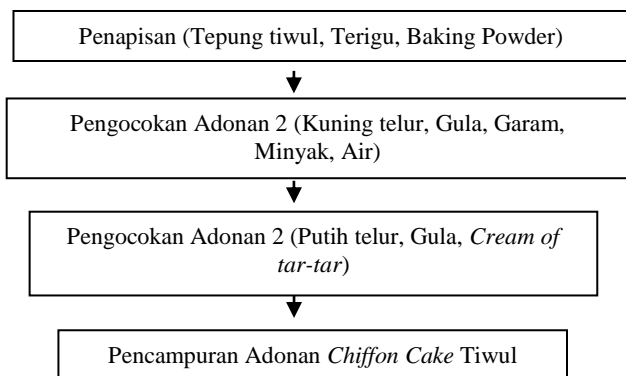 Penapisan (Tepung tiwul, Terigu, Baking Powder)
Pengocokan Adonan 2 (Kuning telur, Gula, Garam,
Minyak, Air)
Pengocokan Adonan 2 (Putih telur, Gula, Cream of
tar-tar)
Pencampuran Adonan Chiffon Cake Tiwul